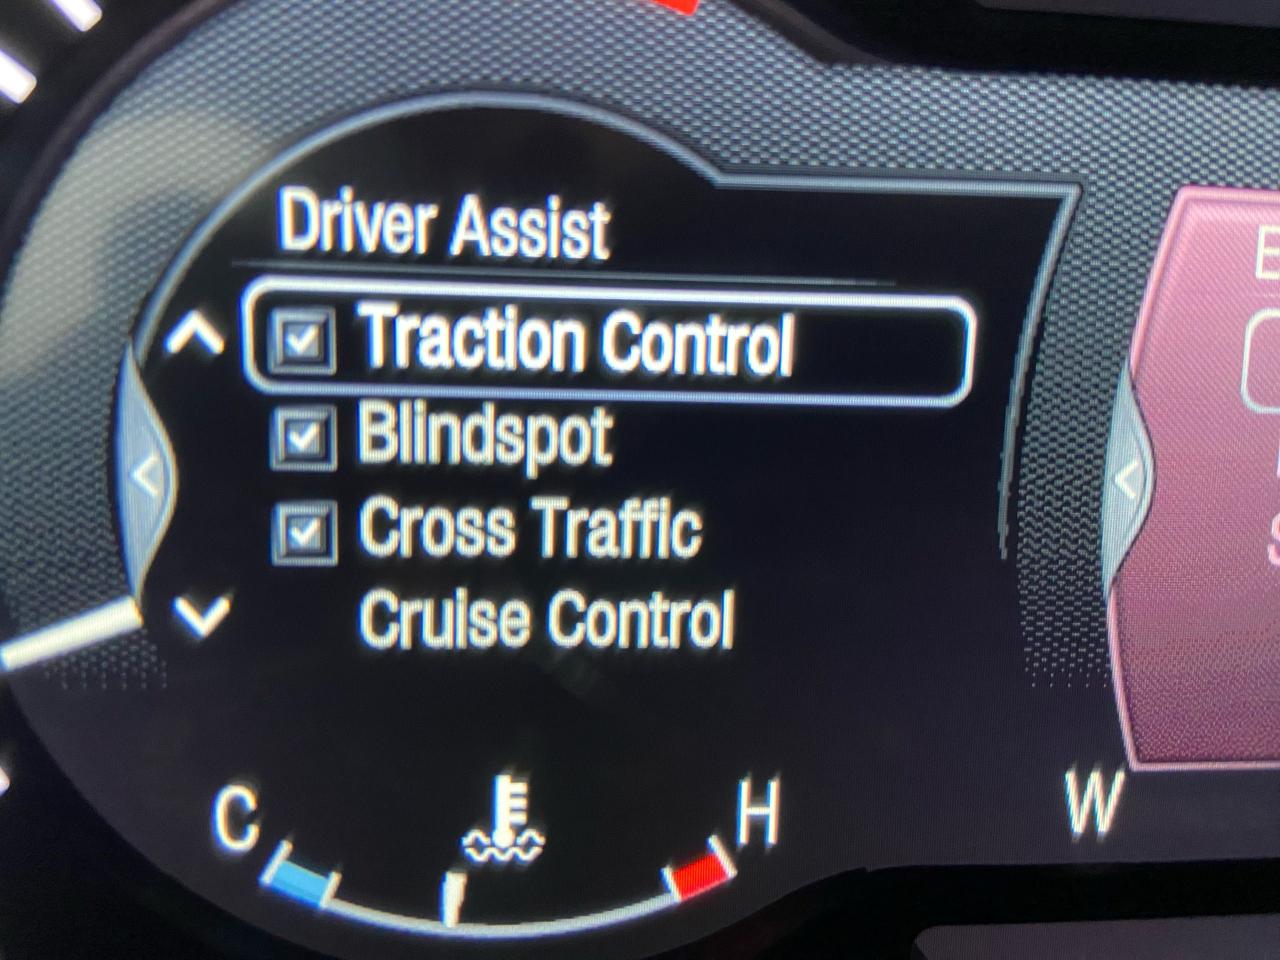 Driver Assist
Traction Control
Blindspot
Cross Traffic
Cruise Control
C
H
W